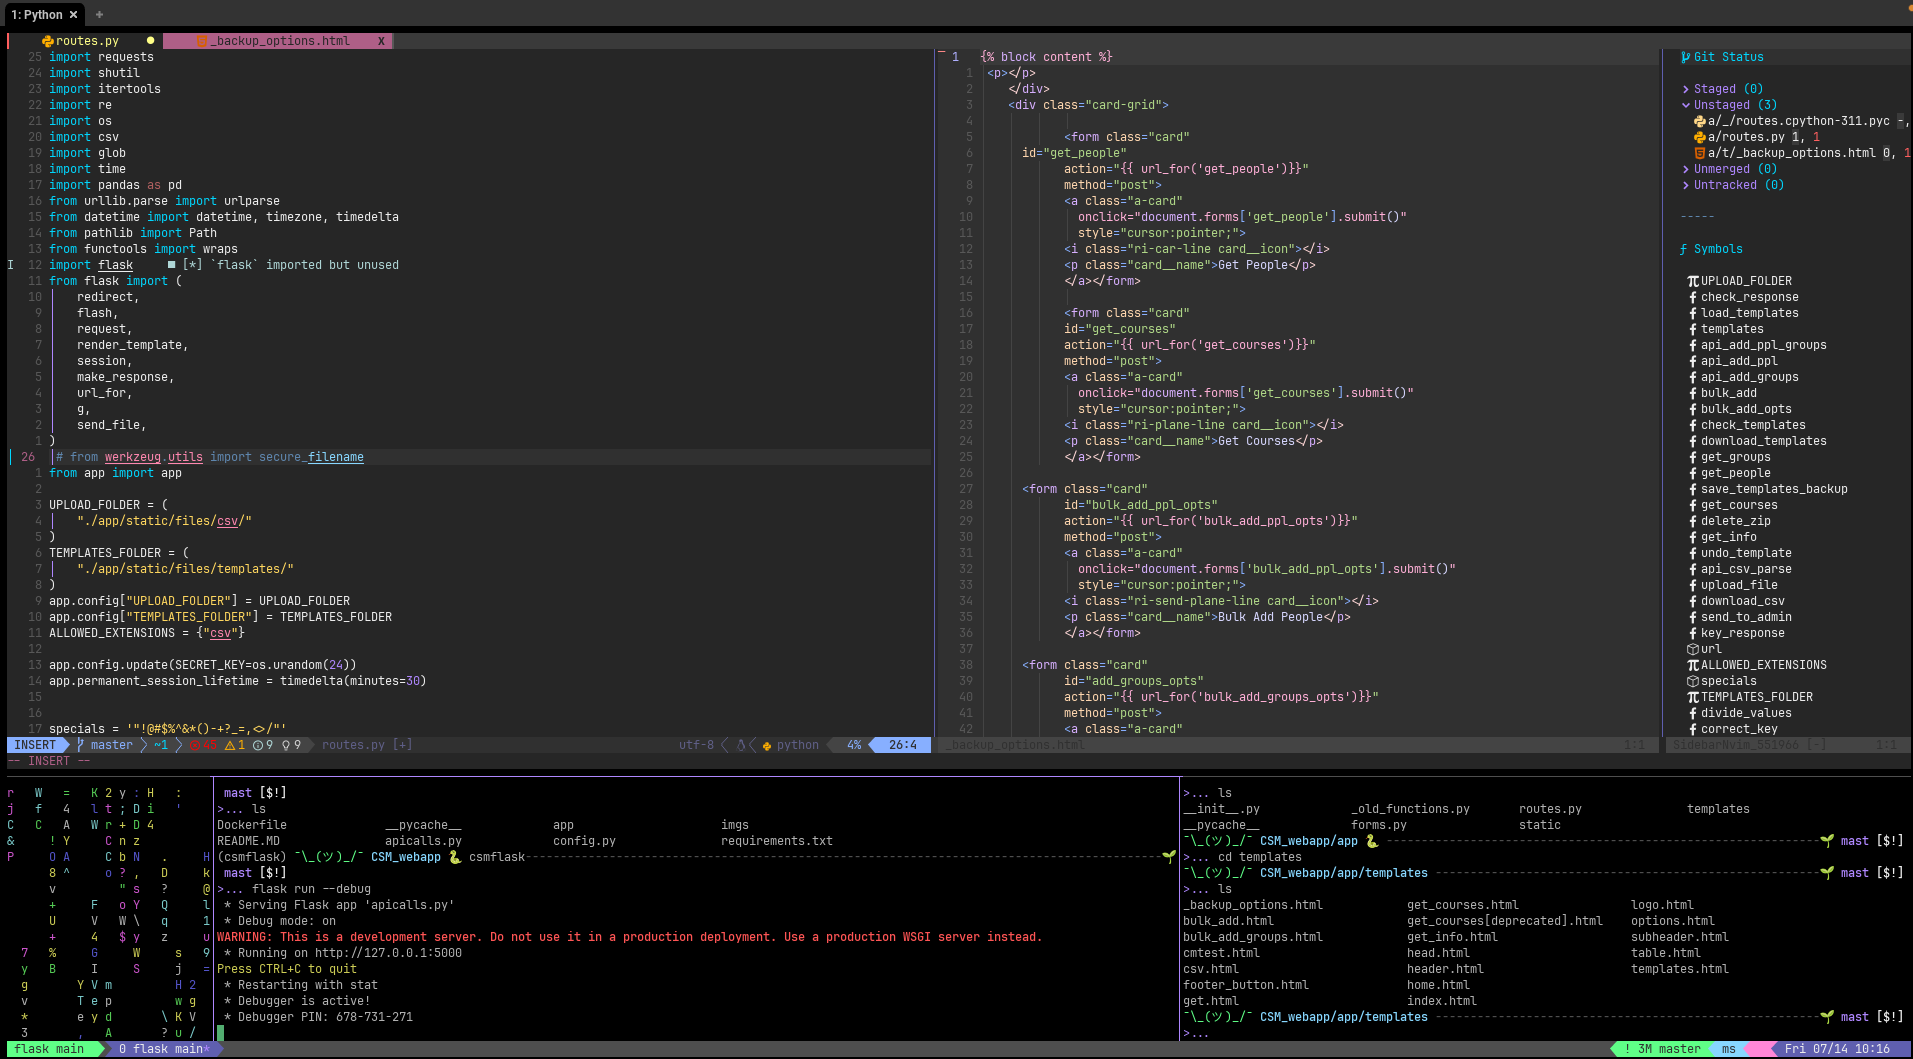 1: Python ✕ +
routes.py ● _backup_options.html x
25 import requests
24 import shutil
23 import itertools
22 import re
21 import os
20 import csv
19 import glob
18 import time
17 import pandas as pd
16 from urllib.parse import urlparse
15 from datetime import datetime, timezone, timedelta
14 from pathlib import Path
13 from functools import wraps
I 12 import flask ■ [*] `flask` imported but unused
11 from flask import (
10 redirect,
9 flash,
8 request,
7 render_template,
6 session,
5 make_response,
4 url_for,
3 g,
2 send_file,
1 )
26 # from werkzeug.utils import secure_filename
1 from app import app
2
3 UPLOAD_FOLDER = (
4 "./app/static/files/csv/"
5 )
6 TEMPLATES_FOLDER = (
7 "./app/static/files/templates/"
8 )
9 app.config["UPLOAD_FOLDER"] = UPLOAD_FOLDER
10 app.config["TEMPLATES_FOLDER"] = TEMPLATES_FOLDER
11 ALLOWED_EXTENSIONS = {"csv"}
12
13 app.config.update(SECRET_KEY=os.urandom(24))
14 app.permanent_session_lifetime = timedelta(minutes=30)
15
16
17 specials = '"!@#$%^&*()-+?_=,<>/"'
INSERT master ~1 45 1 9 9 routes.py [+] utf-8 python 4% 26:4
-- INSERT --
1 {% block content %}
1 <p></p>
2 </div>
3 <div class="card-grid">
4
5 <form class="card"
6 id="get_people"
7 action="{{ url_for('get_people')}}"
8 method="post">
9 <a class="a-card"
10 onclick="document.forms['get_people'].submit()"
11 style="cursor:pointer;">
12 <i class="ri-car-line card__icon"></i>
13 <p class="card__name">Get People</p>
14 </a></form>
15
16 <form class="card"
17 id="get_courses"
18 action="{{ url_for('get_courses')}}"
19 method="post">
20 <a class="a-card"
21 onclick="document.forms['get_courses'].submit()"
22 style="cursor:pointer;">
23 <i class="ri-plane-line card__icon"></i>
24 <p class="card__name">Get Courses</p>
25 </a></form>
26
27 <form class="card"
28 id="bulk_add_ppl_opts"
29 action="{{ url_for('bulk_add_ppl_opts')}}"
30 method="post">
31 <a class="a-card"
32 onclick="document.forms['bulk_add_ppl_opts'].submit()"
33 style="cursor:pointer;">
34 <i class="ri-send-plane-line card__icon"></i>
35 <p class="card__name">Bulk Add People</p>
36 </a></form>
37
38 <form class="card"
39 id="add_groups_opts"
40 action="{{ url_for('bulk_add_groups_opts')}}"
41 method="post">
42 <a class="a-card"
_backup_options.html 1:1
Git Status
> Staged (0)
Unstaged (3)
a/_/routes.cpython-311.pyc -,
a/routes.py 1, 1
a/t/_backup_options.html 0, 1
> Unmerged (0)
> Untracked (0)
-----
Symbols
UPLOAD_FOLDER
check_response
load_templates
templates
api_add_ppl_groups
api_add_ppl
api_add_groups
bulk_add
bulk_add_opts
check_templates
download_templates
get_groups
get_people
save_templates_backup
get_courses
delete_zip
get_info
undo_template
api_csv_parse
upload_file
download_csv
send_to_admin
key_response
url
ALLOWED_EXTENSIONS
specials
TEMPLATES_FOLDER
divide_values
correct_key
SidebarNvim_551966 [-] 1:1
r W = K 2 y : H :
j f 4 l t ; D i '
C C A W r + D 4
& ! Y C n z
P O A C b N . H
8 ^ o ? , D k
v " s ? @
+ F o Y Q l
U V W \ q 1
+ 4 $ y z u
7 % G W s 9
y B I S j =
g Y V m H 2
v T e p w g
* e y d \ K V
3 , A ? u /
mast [$!]
>... ls
Dockerfile __pycache__ app imgs
README.MD apicalls.py config.py requirements.txt
(csmflask) ¯\_(ツ)_/¯ CSM_webapp 🐍 csmflask
mast [$!]
>... flask run --debug
* Serving Flask app 'apicalls.py'
* Debug mode: on
WARNING: This is a development server. Do not use it in a production deployment. Use a production WSGI server instead.
* Running on http://127.0.0.1:5000
Press CTRL+C to quit
* Restarting with stat
* Debugger is active!
* Debugger PIN: 678-731-271
>... ls
__init__.py _old_functions.py routes.py templates
__pycache__ forms.py static
¯\_(ツ)_/¯ CSM_webapp/app 🐍 🌱 mast [$!]
>... cd templates
¯\_(ツ)_/¯ CSM_webapp/app/templates 🌱 mast [$!]
>... ls
_backup_options.html get_courses.html logo.html
bulk_add.html get_courses[deprecated].html options.html
bulk_add_groups.html get_info.html subheader.html
cmtest.html head.html table.html
csv.html header.html templates.html
footer_button.html home.html
get.html index.html
¯\_(ツ)_/¯ CSM_webapp/app/templates 🌱 mast [$!]
>...
flask main 0 flask main* ! 3M master ms Fri 07/14 10:16